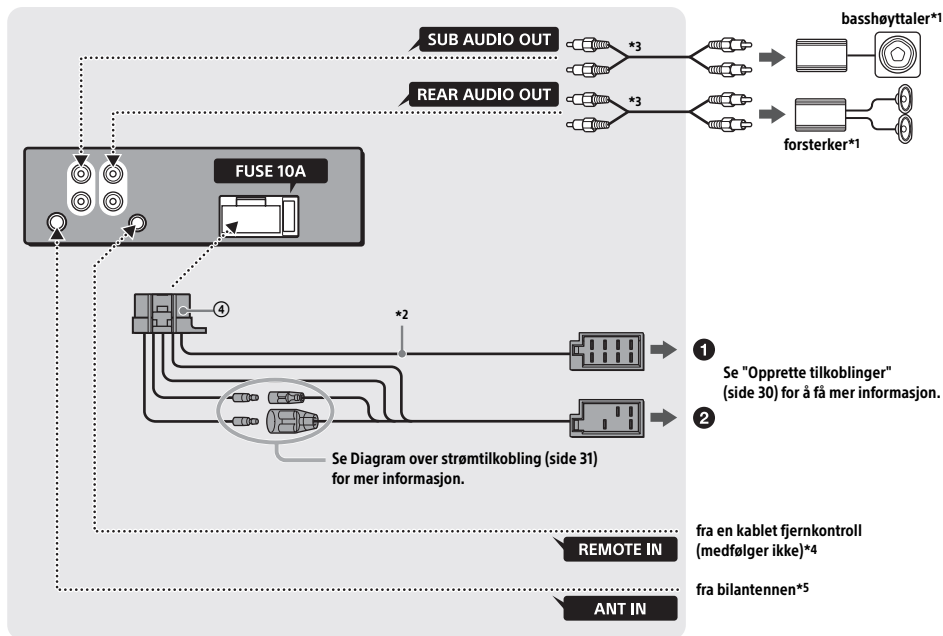 basshøyttaler*1
SUB AUDIO OUT
*3
REAR AUDIO OUT
*3
forsterker*1
FUSE 10A
④
*2
❶
Se "Opprette tilkoblinger"
(side 30) for å få mer informasjon.
❷
Se Diagram over strømtilkobling (side 31)
for mer informasjon.
fra en kablet fjernkontroll
(medfølger ikke)*4
REMOTE IN
fra bilantennen*5
ANT IN